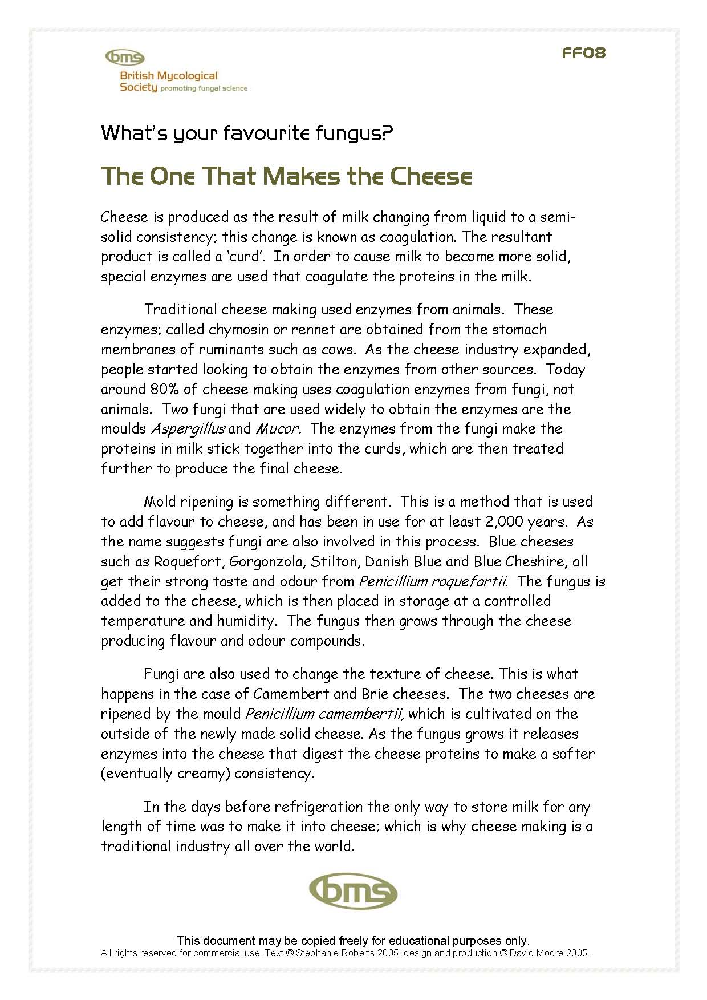 bms
FF08
British Mycological
Society promoting fungal science
What's your favourite fungus?
The One That Makes the Cheese
Cheese is produced as the result of milk changing from liquid to a semi-
solid consistency; this change is known as coagulation. The resultant
product is called a ‘curd’.  In order to cause milk to become more solid,
special enzymes are used that coagulate the proteins in the milk.
Traditional cheese making used enzymes from animals.  These
enzymes; called chymosin or rennet are obtained from the stomach
membranes of ruminants such as cows.  As the cheese industry expanded,
people started looking to obtain the enzymes from other sources.  Today
around 80% of cheese making uses coagulation enzymes from fungi, not
animals.  Two fungi that are used widely to obtain the enzymes are the
moulds Aspergillus and Mucor.  The enzymes from the fungi make the
proteins in milk stick together into the curds, which are then treated
further to produce the final cheese.
Mold ripening is something different.  This is a method that is used
to add flavour to cheese, and has been in use for at least 2,000 years.  As
the name suggests fungi are also involved in this process.  Blue cheeses
such as Roquefort, Gorgonzola, Stilton, Danish Blue and Blue Cheshire, all
get their strong taste and odour from Penicillium roquefortii.  The fungus is
added to the cheese, which is then placed in storage at a controlled
temperature and humidity.  The fungus then grows through the cheese
producing flavour and odour compounds.
Fungi are also used to change the texture of cheese. This is what
happens in the case of Camembert and Brie cheeses.  The two cheeses are
ripened by the mould Penicillium camembertii, which is cultivated on the
outside of the newly made solid cheese. As the fungus grows it releases
enzymes into the cheese that digest the cheese proteins to make a softer
(eventually creamy) consistency.
In the days before refrigeration the only way to store milk for any
length of time was to make it into cheese; which is why cheese making is a
traditional industry all over the world.
bms
This document may be copied freely for educational purposes only.
All rights reserved for commercial use. Text © Stephanie Roberts 2005; design and production © David Moore 2005.